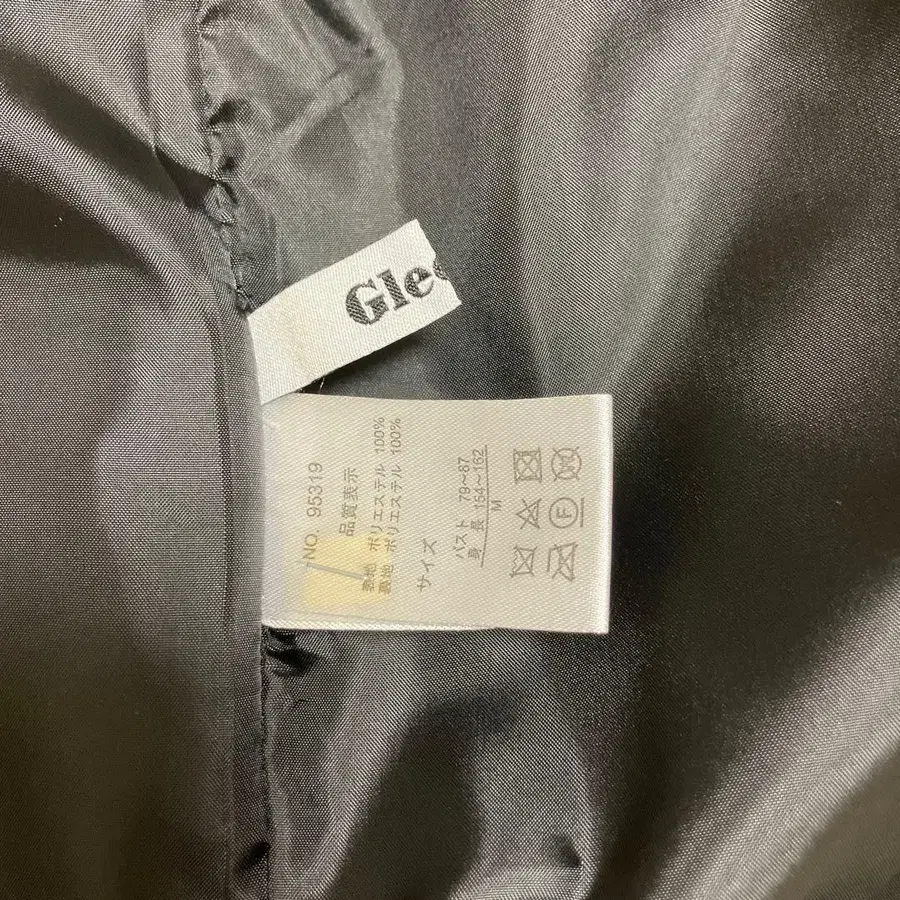 Glee
NO. 95319
品質表示
表地 ポリエステル 100%
裏地 ポリエステル 100%
サイズ
バスト 79~87
身 長 154~162
M
F
W